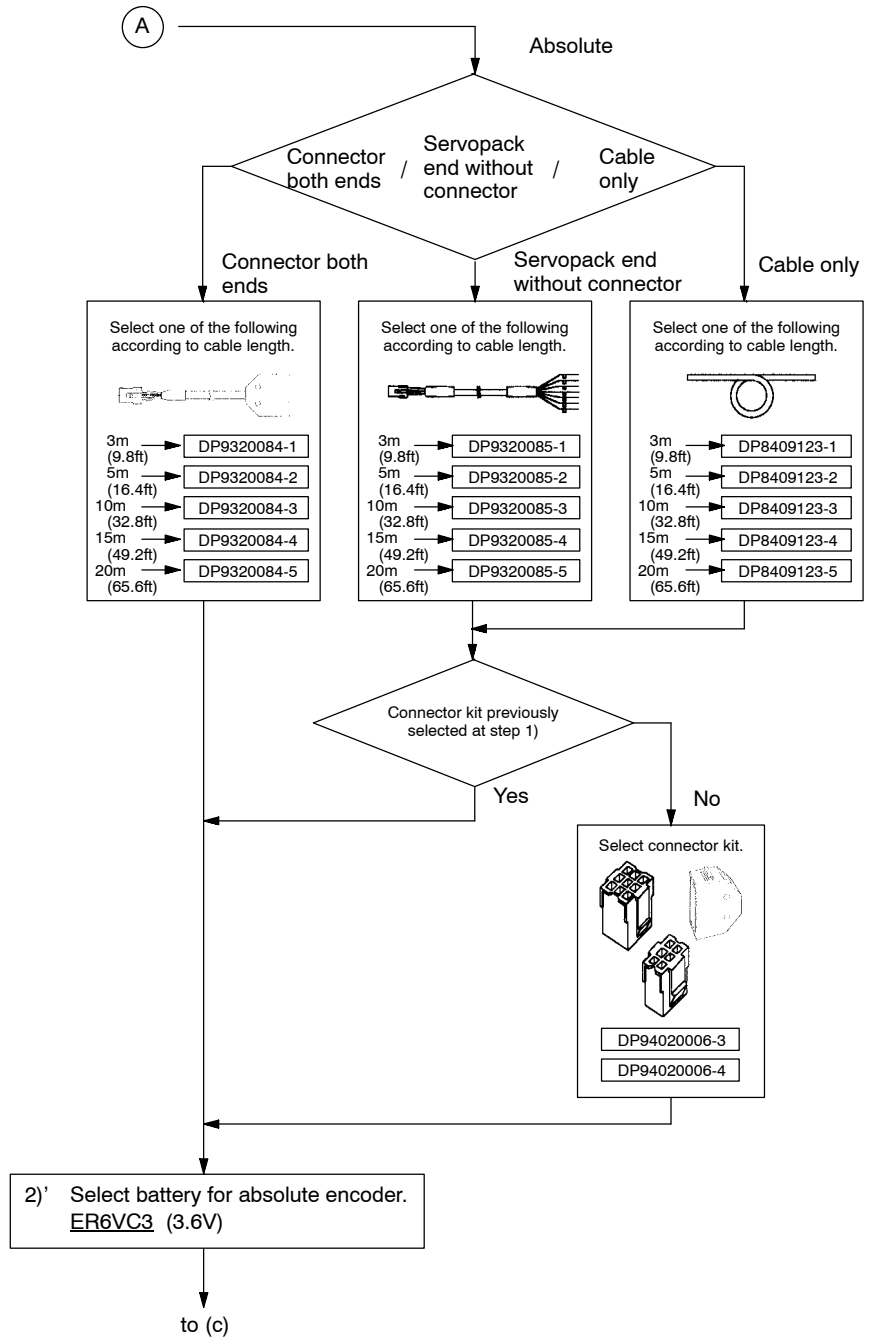 A
Absolute
Connector
both ends
/
Servopack
end without
connector
/
Cable
only
Connector both
ends
Servopack end
without connector
Cable only
Select one of the following
according to cable length.
3m
(9.8ft)
DP9320084-1
5m
(16.4ft)
DP9320084-2
10m
(32.8ft)
DP9320084-3
15m
(49.2ft)
DP9320084-4
20m
(65.6ft)
DP9320084-5
Select one of the following
according to cable length.
3m
(9.8ft)
DP9320085-1
5m
(16.4ft)
DP9320085-2
10m
(32.8ft)
DP9320085-3
15m
(49.2ft)
DP9320085-4
20m
(65.6ft)
DP9320085-5
Select one of the following
according to cable length.
3m
(9.8ft)
DP8409123-1
5m
(16.4ft)
DP8409123-2
10m
(32.8ft)
DP8409123-3
15m
(49.2ft)
DP8409123-4
20m
(65.6ft)
DP8409123-5
Connector kit previously
selected at step 1)
Yes
No
Select connector kit.
DP94020006-3
DP94020006-4
2)’ Select battery for absolute encoder.
ER6VC3 (3.6V)
to (c)